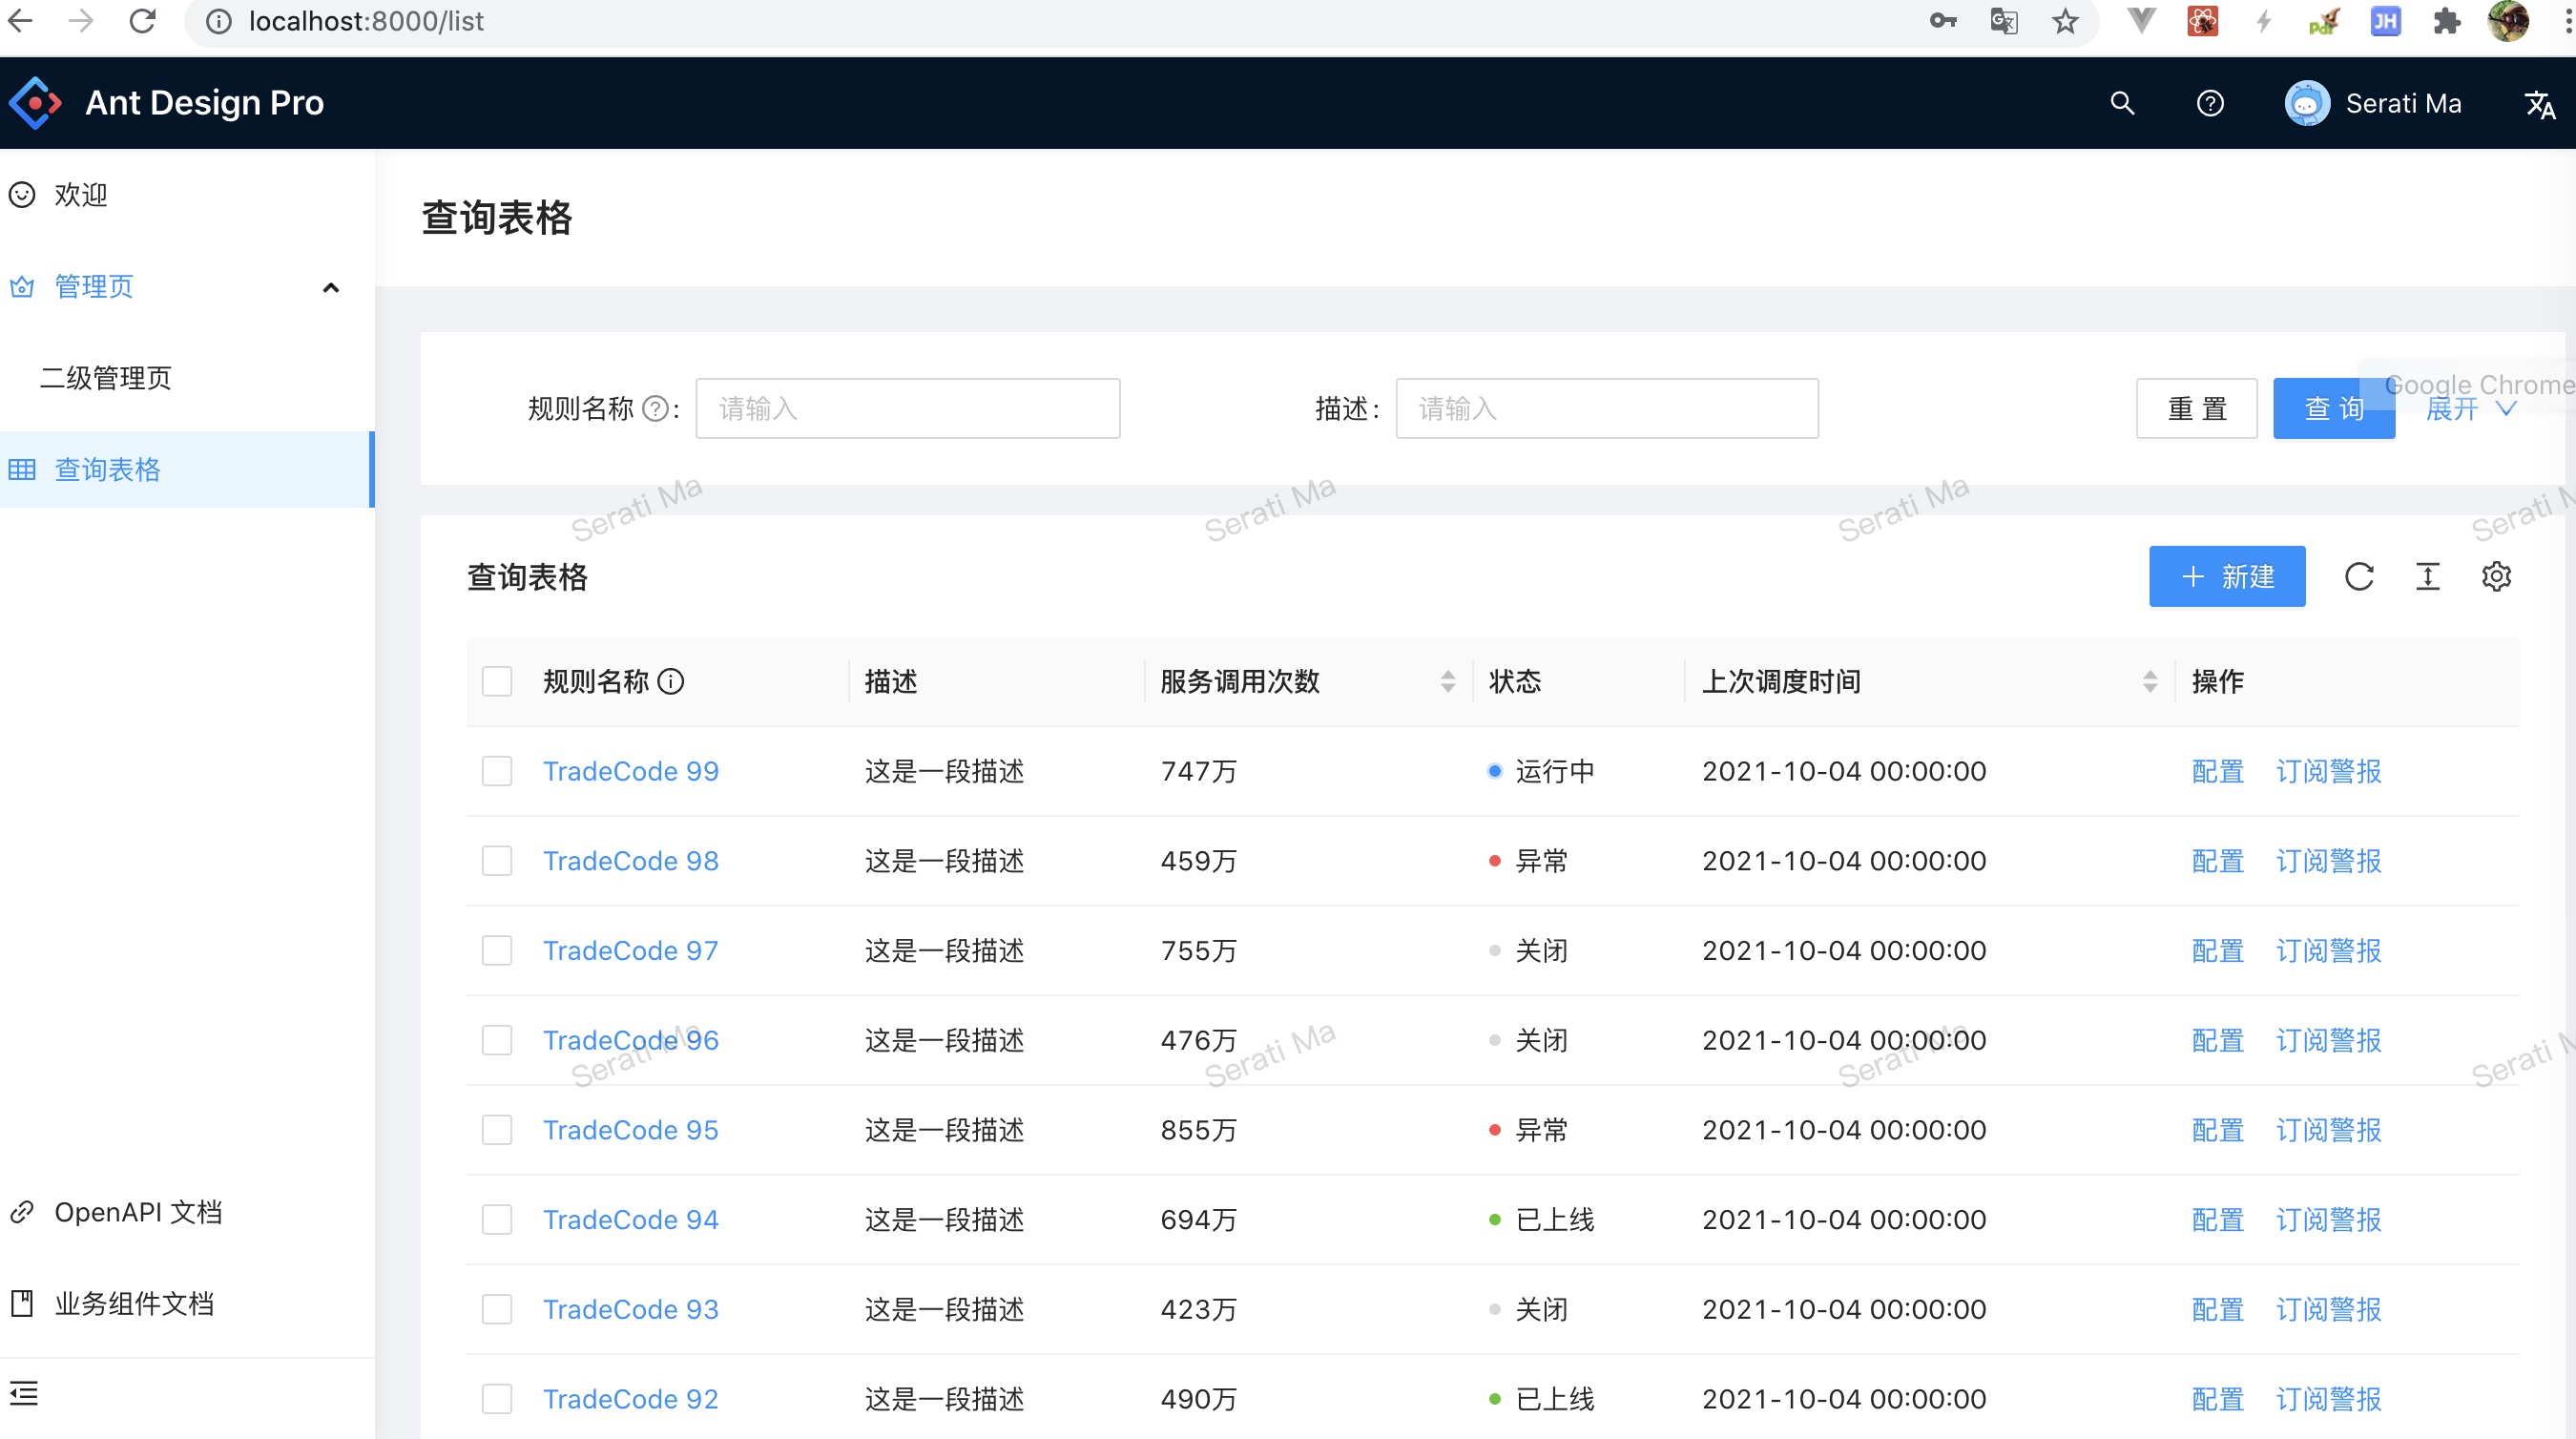 localhost:8000/list
JH
Ant Design Pro
Serati Ma
欢迎
管理页
二级管理页
查询表格
OpenAPI 文档
业务组件文档
查询表格
规则名称 ? :
请输入
描述 :
请输入
重 置
查 询
展开
Google Chrome
Serati Ma Serati Ma Serati Ma Serati M
查询表格
+ 新建
规则名称 描述 服务调用次数 状态 上次调度时间 操作
TradeCode 99 这是一段描述 747万 运行中 2021-10-04 00:00:00 配置 订阅警报
TradeCode 98 这是一段描述 459万 异常 2021-10-04 00:00:00 配置 订阅警报
TradeCode 97 这是一段描述 755万 关闭 2021-10-04 00:00:00 配置 订阅警报
TradeCode 96 这是一段描述 476万 关闭 2021-10-04 00:00:00 配置 订阅警报
Serati Ma Serati Ma Serati Ma Serati M
TradeCode 95 这是一段描述 855万 异常 2021-10-04 00:00:00 配置 订阅警报
TradeCode 94 这是一段描述 694万 已上线 2021-10-04 00:00:00 配置 订阅警报
TradeCode 93 这是一段描述 423万 关闭 2021-10-04 00:00:00 配置 订阅警报
TradeCode 92 这是一段描述 490万 已上线 2021-10-04 00:00:00 配置 订阅警报